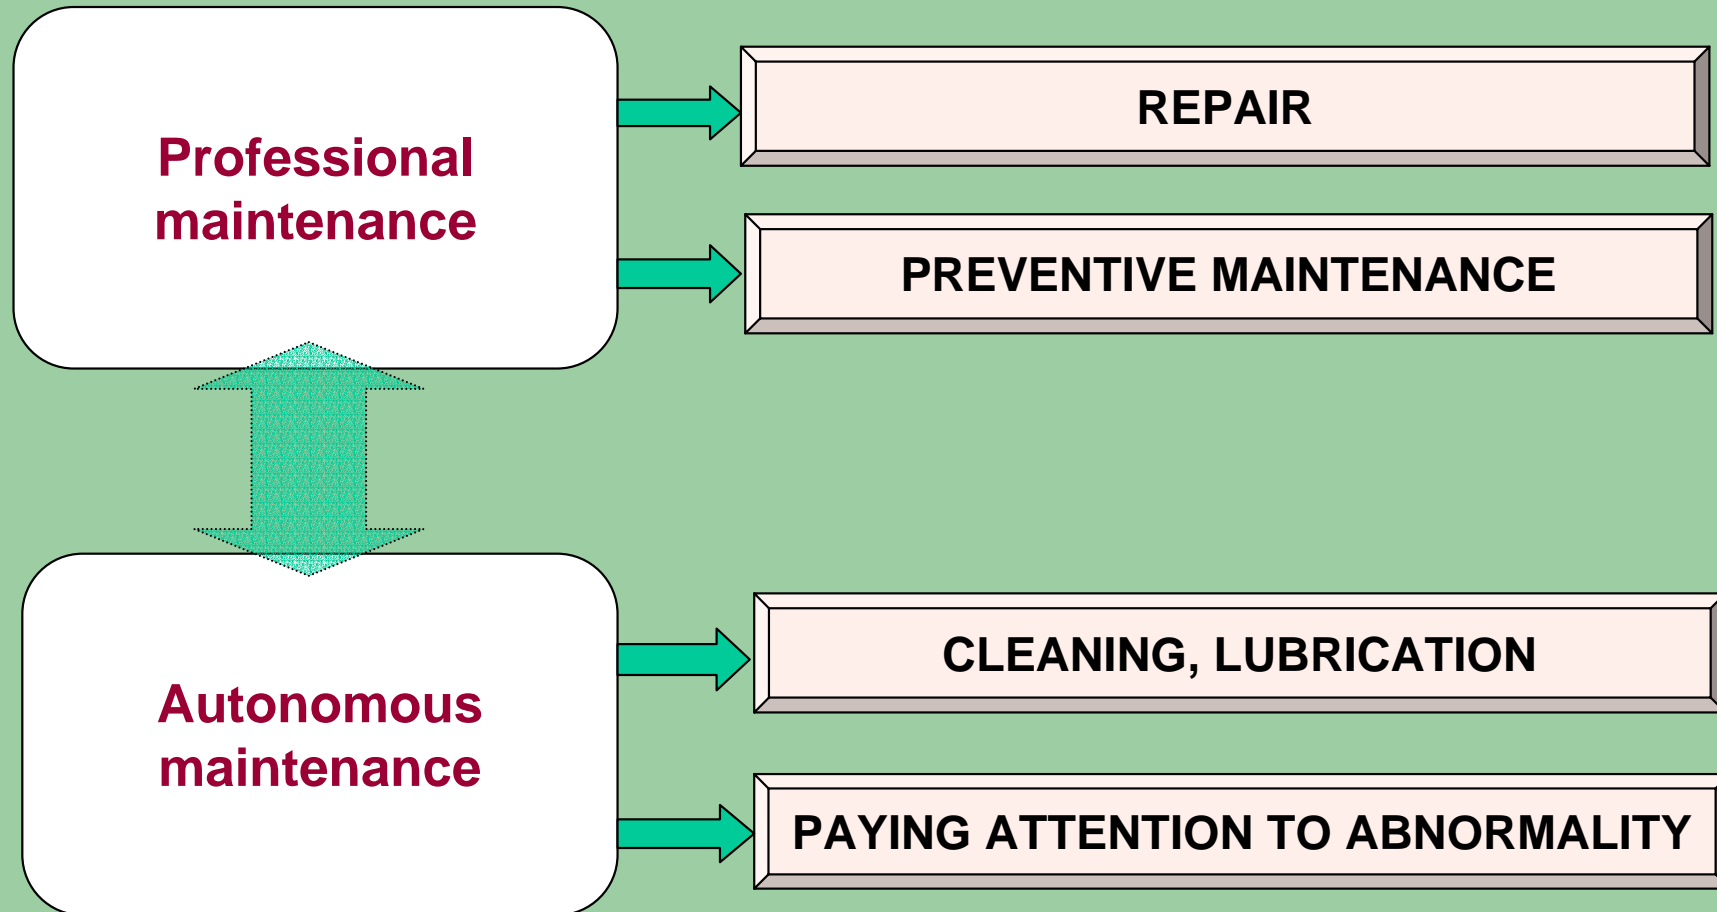 Professional
maintenance
REPAIR
PREVENTIVE MAINTENANCE
Autonomous
maintenance
CLEANING, LUBRICATION
PAYING ATTENTION TO ABNORMALITY